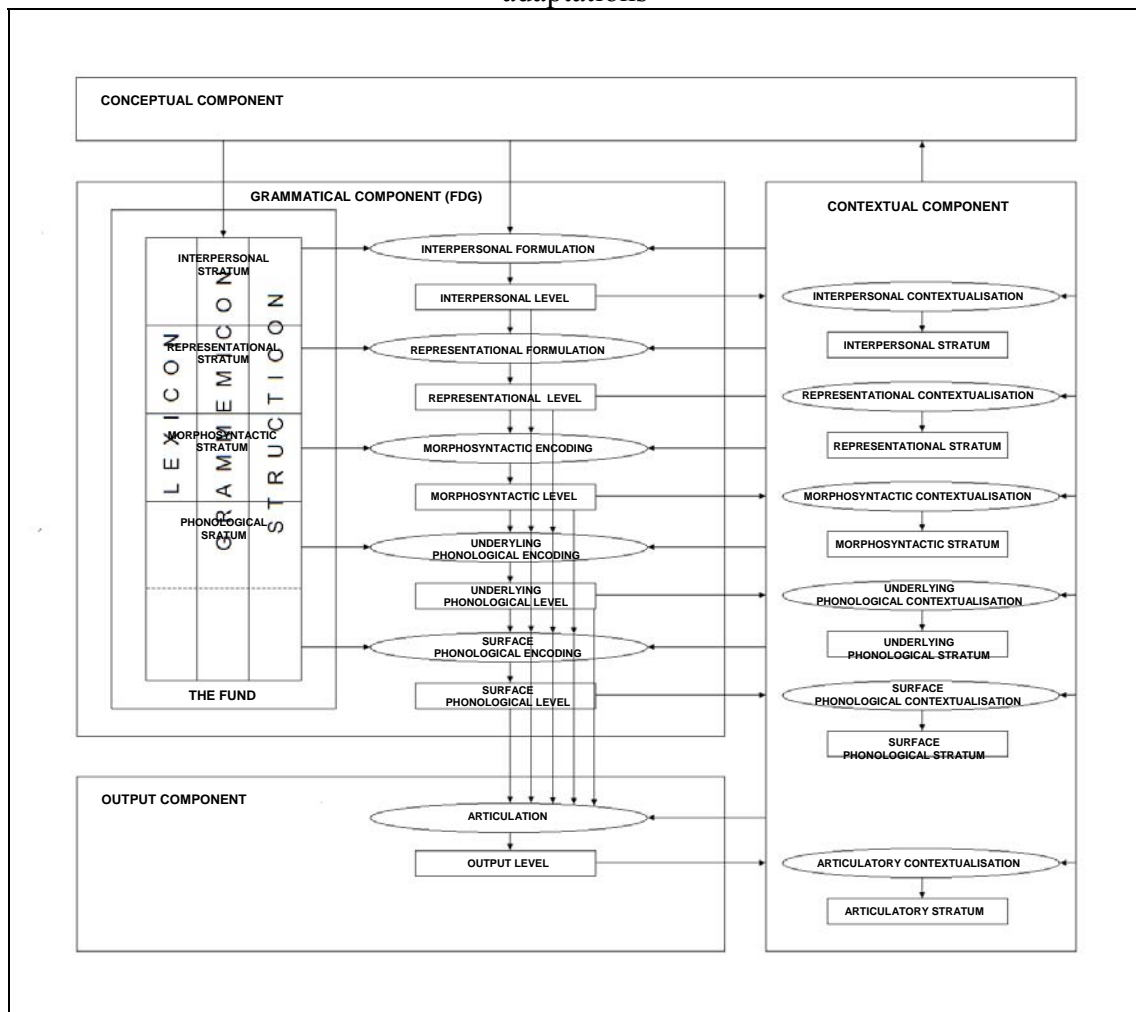 adaptations
CONCEPTUAL COMPONENT
GRAMMATICAL COMPONENT (FDG)
INTERPERSONAL
STRATUM
REPRESENTATIONAL
STRATUM
MORPHOSYNTACTIC
STRATUM
PHONOLOGICAL
SRATUM
LEXICON
GRAMMEMICON
STRUCTICON
THE FUND
INTERPERSONAL FORMULATION
INTERPERSONAL LEVEL
REPRESENTATIONAL FORMULATION
REPRESENTATIONAL LEVEL
MORPHOSYNTACTIC ENCODING
MORPHOSYNTACTIC LEVEL
UNDERYLING
PHONOLOGICAL ENCODING
UNDERLYING
PHONOLOGICAL LEVEL
SURFACE
PHONOLOGICAL ENCODING
SURFACE
PHONOLOGICAL LEVEL
CONTEXTUAL COMPONENT
INTERPERSONAL CONTEXTUALISATION
INTERPERSONAL STRATUM
REPRESENTATIONAL CONTEXTUALISATION
REPRESENTATIONAL STRATUM
MORPHOSYNTACTIC CONTEXTUALISATION
MORPHOSYNTACTIC STRATUM
UNDERLYING
PHONOLOGICAL CONTEXTUALISATION
UNDERLYING
PHONOLOGICAL STRATUM
SURFACE
PHONOLOGICAL CONTEXTUALISATION
SURFACE
PHONOLOGICAL STRATUM
OUTPUT COMPONENT
ARTICULATION
OUTPUT LEVEL
ARTICULATORY CONTEXTUALISATION
ARTICULATORY STRATUM